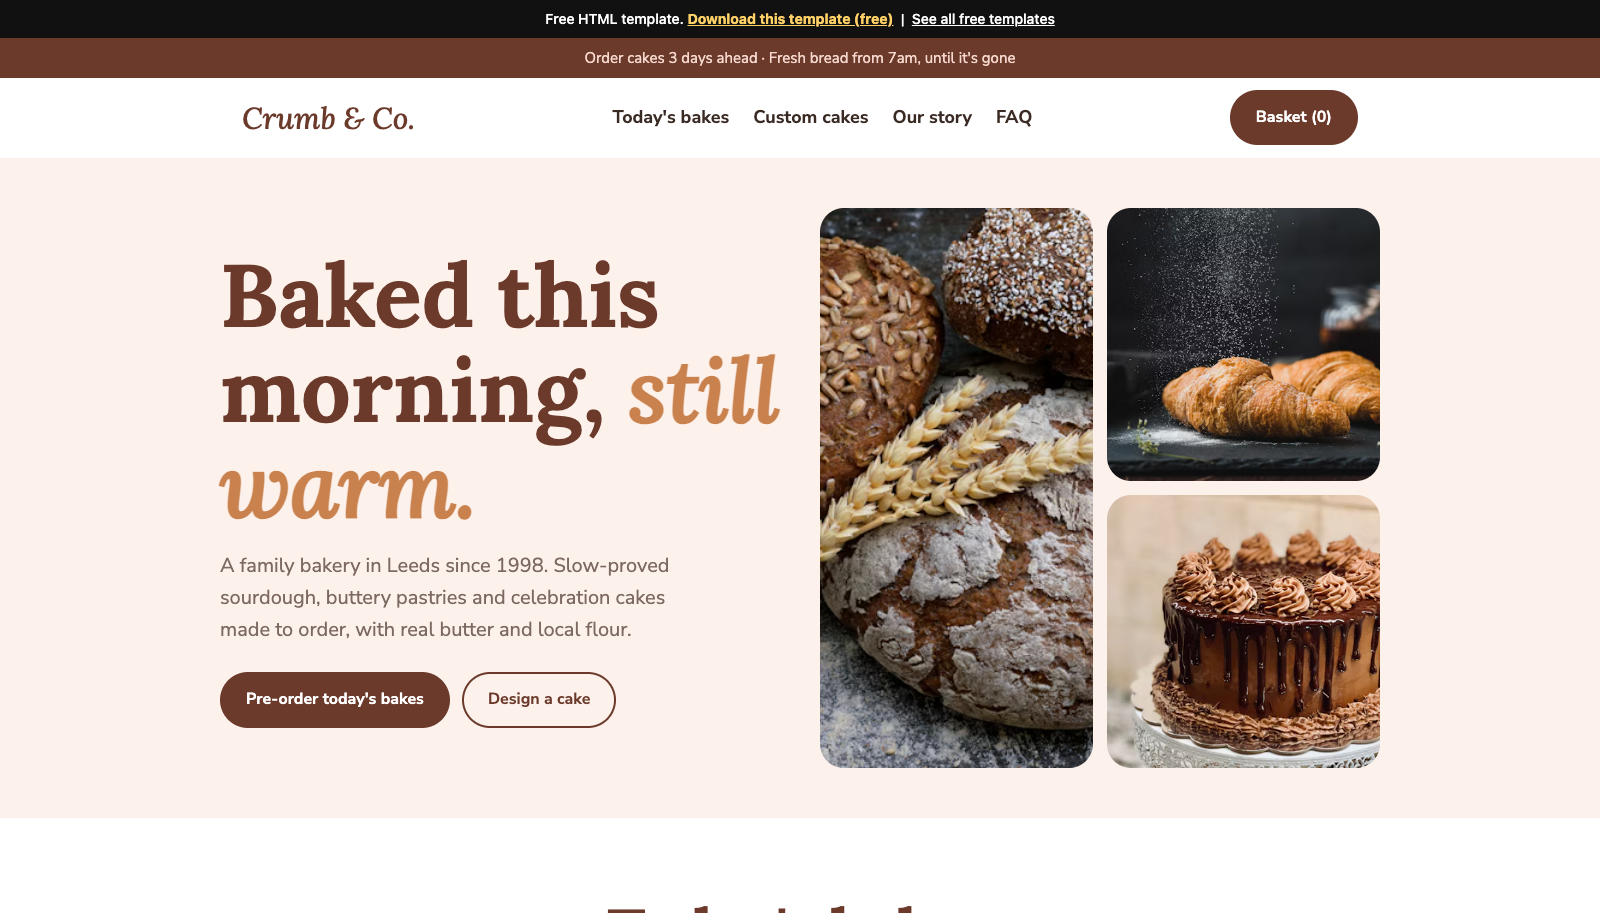 Free HTML template. Download this template (free) | See all free templates
Order cakes 3 days ahead · Fresh bread from 7am, until it's gone
Crumb & Co.
Today's bakes
Custom cakes
Our story
FAQ
Basket (0)
Baked this
morning, still
warm.
A family bakery in Leeds since 1998. Slow-proved
sourdough, buttery pastries and celebration cakes
made to order, with real butter and local flour.
Pre-order today's bakes
Design a cake